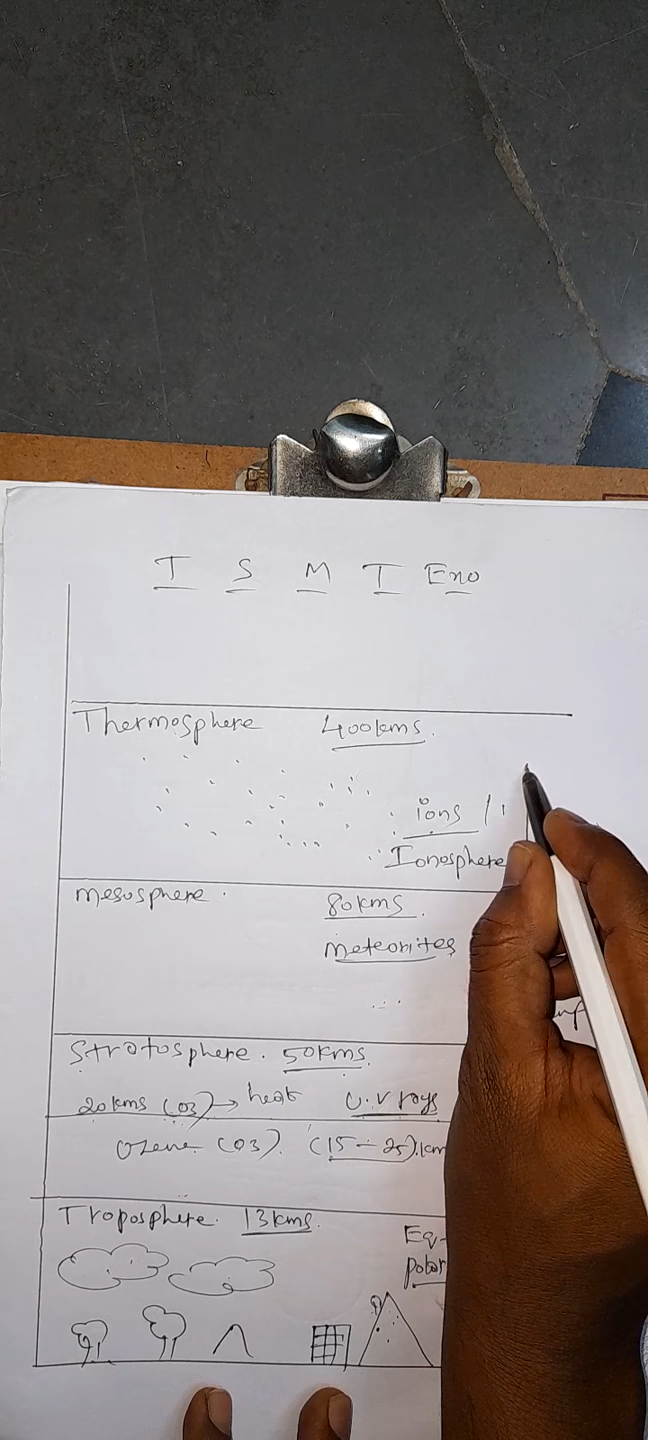 T S M T Exo
Thermosphere 400kms.
ions /
Ionosphere
Mesosphere. 80kms.
Meteorites
Stratosphere. 50kms.
20kms (O3) → heat U.V rays
Ozene (O3). (15-25).km
Troposphere. 13kms.
Eq-
polar